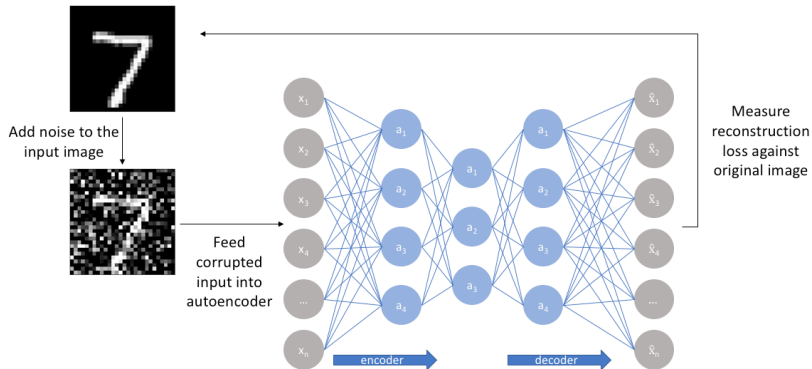 Add noise to the
input image
Feed
corrupted
input into
autoencoder
x₁
x₂
x₃
x₄
...
xₙ
a₁
a₂
a₃
a₄
a₁
a₂
a₃
a₁
a₂
a₃
a₄
x̂₁
x̂₂
x̂₃
x̂₄
...
x̂ₙ
encoder
decoder
Measure
reconstruction
loss against
original image
7
7